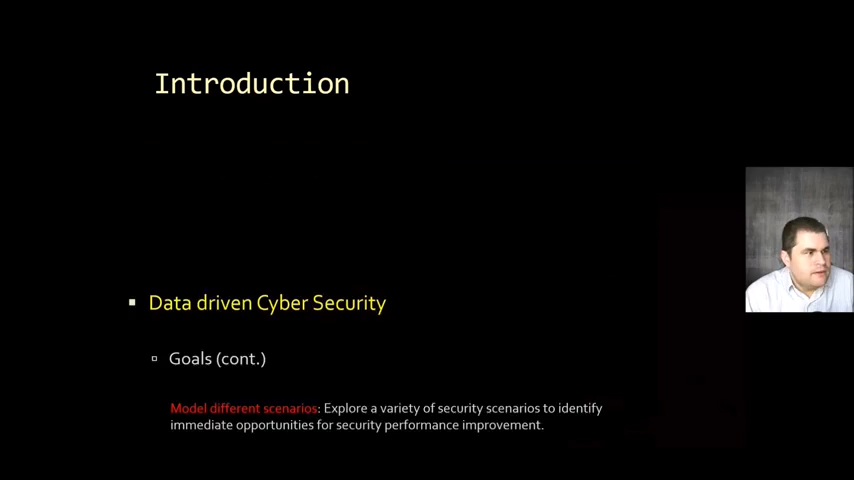 Introduction
Data driven Cyber Security
Goals (cont.)
Model different scenarios: Explore a variety of security scenarios to identify
immediate opportunities for security performance improvement.